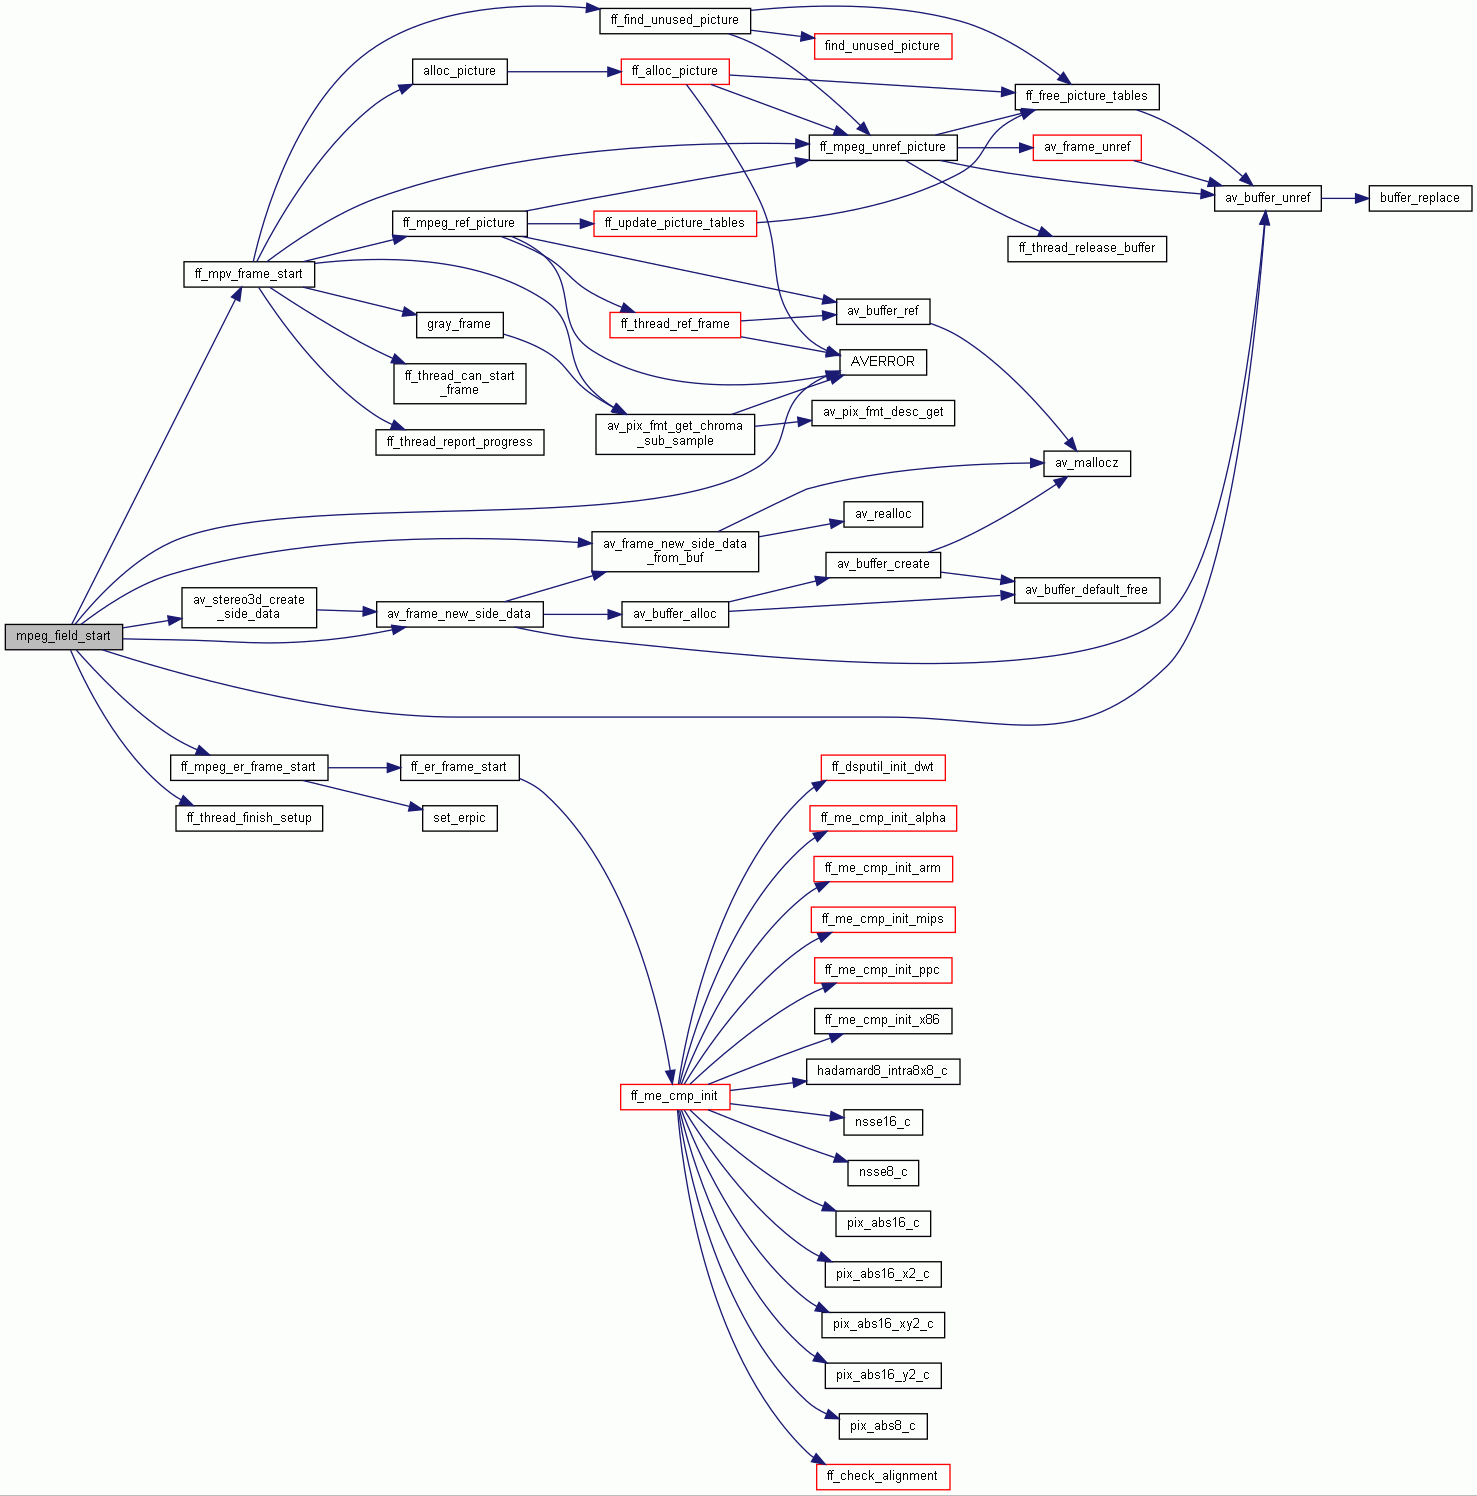 ff_find_unused_picture
find_unused_picture
alloc_picture
ff_alloc_picture
ff_free_picture_tables
ff_mpeg_unref_picture
av_frame_unref
av_buffer_unref
buffer_replace
ff_mpeg_ref_picture
ff_update_picture_tables
ff_thread_release_buffer
ff_mpv_frame_start
gray_frame
ff_thread_ref_frame
av_buffer_ref
AVERROR
ff_thread_can_start
_frame
av_pix_fmt_desc_get
ff_thread_report_progress
av_pix_fmt_get_chroma
_sub_sample
av_mallocz
av_realloc
av_frame_new_side_data
_from_buf
av_buffer_create
av_buffer_default_free
av_stereo3d_create
_side_data
av_frame_new_side_data
av_buffer_alloc
mpeg_field_start
ff_mpeg_er_frame_start
ff_er_frame_start
ff_dsputil_init_dwt
ff_thread_finish_setup
set_erpic
ff_me_cmp_init_alpha
ff_me_cmp_init_arm
ff_me_cmp_init_mips
ff_me_cmp_init_ppc
ff_me_cmp_init_x86
hadamard8_intra8x8_c
ff_me_cmp_init
nsse16_c
nsse8_c
pix_abs16_c
pix_abs16_x2_c
pix_abs16_xy2_c
pix_abs16_y2_c
pix_abs8_c
ff_check_alignment